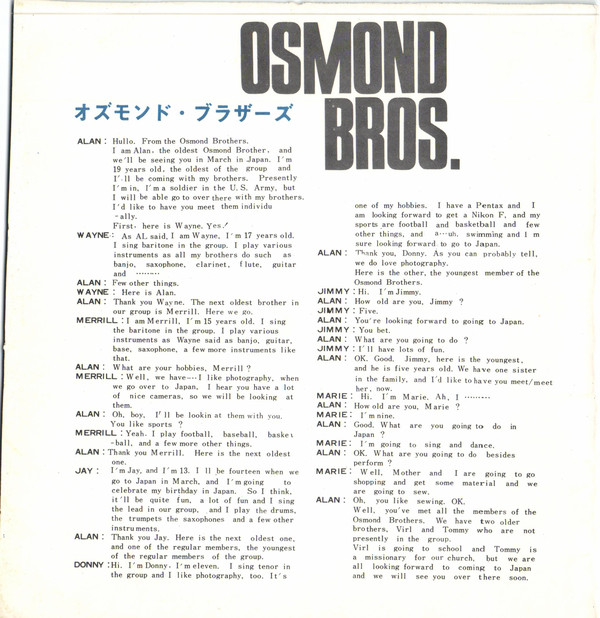 OSMOND
BROS.
オズモンド・ブラザーズ
ALAN: Hullo. From the Osmond Brothers.
I am Alan, the oldest Osmond Brother, and
we'll be seeing you in March in Japan. I'm
19 years old, the oldest of the group and
I'll be coming with my brothers. Presently
I'm in, I'm a soldier in the U. S. Army, but
I will be able to go over there with my brothers.
I'd like to have you meet them individu
-ally.
First, here is Wayne. Yes!
WAYNE: As AL said, I am Wayne, I'm 17 years old.
I sing baritone in the group. I play various
instruments as all my brothers do such as
banjo, saxophone, clarinet, flute, guitar
and ………
ALAN: Few other things.
WAYNE: Here is Alan.
ALAN: Thank you Wayne. The next oldest brother in
our group is Merrill. Here we go.
MERRILL: I am Merrill, I'm 15 years old. I sing
the baritone in the group. I play various
instruments as Wayne said as banjo, guitar,
base, saxophone, a few more instruments like
that.
ALAN: What are your hobbies, Merrill ?
MERRILL: Well, we have---I like photography, when
we go over to Japan, I hear you have a lot
of nice cameras, so we will be looking at
them.
ALAN: Oh, boy, I'll be lookin at them with you.
You like sports ?
MERRILL: Yeah. I play football, baseball, basket
-ball, and a few more other things.
ALAN: Thank you Merrill. Here is the next oldest
one.
JAY: I'm Jay, and I'm 13. I ll be fourteen when we
go to Japan in March, and I'm going to
celebrate my birthday in Japan. So I think,
it'll be quite fun, a lot of fun and I sing
the lead in our group, and I play the drums,
the trumpets the saxophones and a few other
instruments.
ALAN: Thank you Jay. Here is the next oldest one,
and one of the regular members, the youngest
of the regular members of the group.
DONNY: Hi. I'm Donny, I'm eleven. I sing tenor in
the group and I like photography, too. It's
one of my hobbies. I have a Pentax and I
am looking forward to get a Nikon F, and my
sports are football and basketball and few
other things, and a---uh, swimming and I m
sure looking forward to go to Japan.
ALAN: Thank you, Donny. As you can probably tell,
we do love photography.
Here is the other, the youngest member of the
Osmond Brothers.
JIMMY: Hi. I'm Jimmy.
ALAN: How old are you, Jimmy ?
JIMMY: Five.
ALAN: You're looking forward to going to Japan.
JIMMY: You bet.
ALAN: What are you going to do ?
JIMMY: I'll have lots of fun.
ALAN: OK. Good. Jimmy, here is the youngest,
and he is five years old. We have one sister
in the family, and I'd like to have you meet/meet
her, now.
MARIE: Hi. I'm Marie. Ah, I ………
ALAN: How old are you, Marie ?
MARIE: I'm nine.
ALAN: Good. What are you going to do in
Japan ?
MARIE: I'm going to sing and dance.
ALAN: OK. What are you going to do besides
perform ?
MARIE: Well, Mother and I are going to go
shopping and get some material and we
are going to sew.
ALAN: Oh, you like sewing. OK.
Well, you've met all the members of the
Osmond Brothers. We have two older
brothers, Virl and Tommy who are not
presently in the group.
Virl is going to school and Tommy is
a missionary for our church, but we are
all looking forward to coming to Japan
and we will see you over there soon.